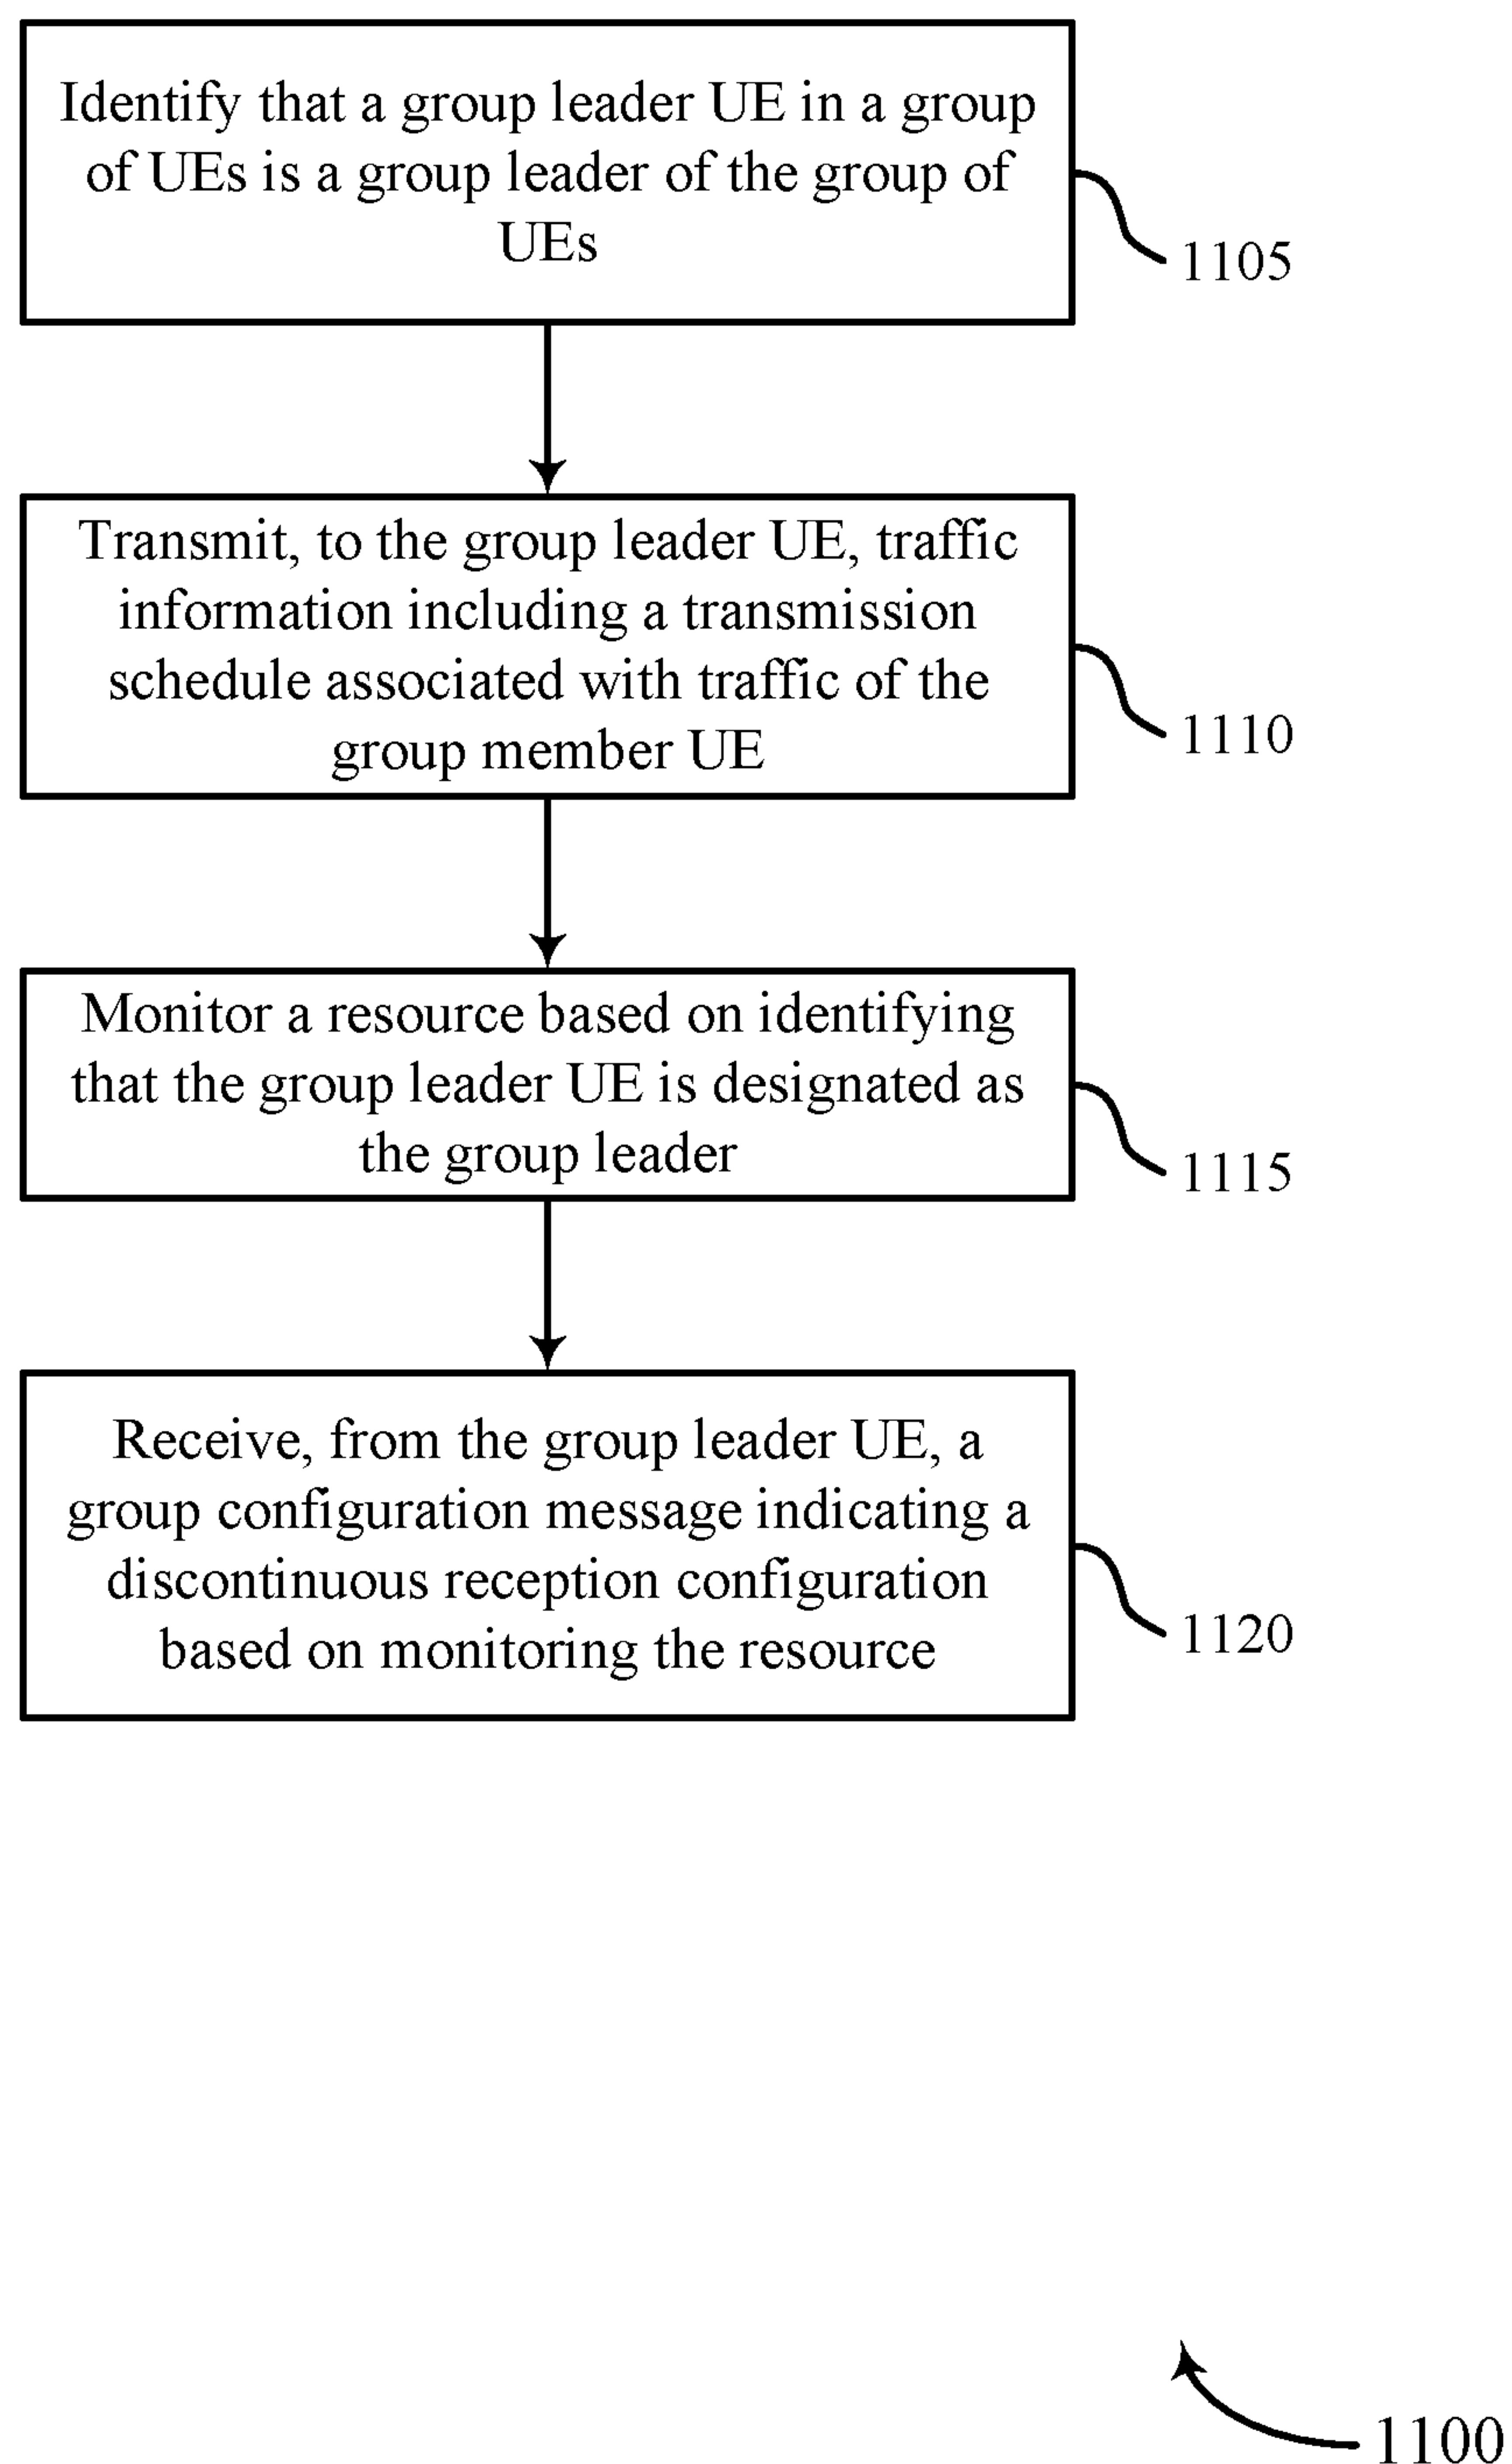 Identify that a group leader UE in a group
of UEs is a group leader of the group of
UEs
1105
Transmit, to the group leader UE, traffic
information including a transmission
schedule associated with traffic of the
group member UE
1110
Monitor a resource based on identifying
that the group leader UE is designated as
the group leader
1115
Receive, from the group leader UE, a
group configuration message indicating a
discontinuous reception configuration
based on monitoring the resource
1120
1100